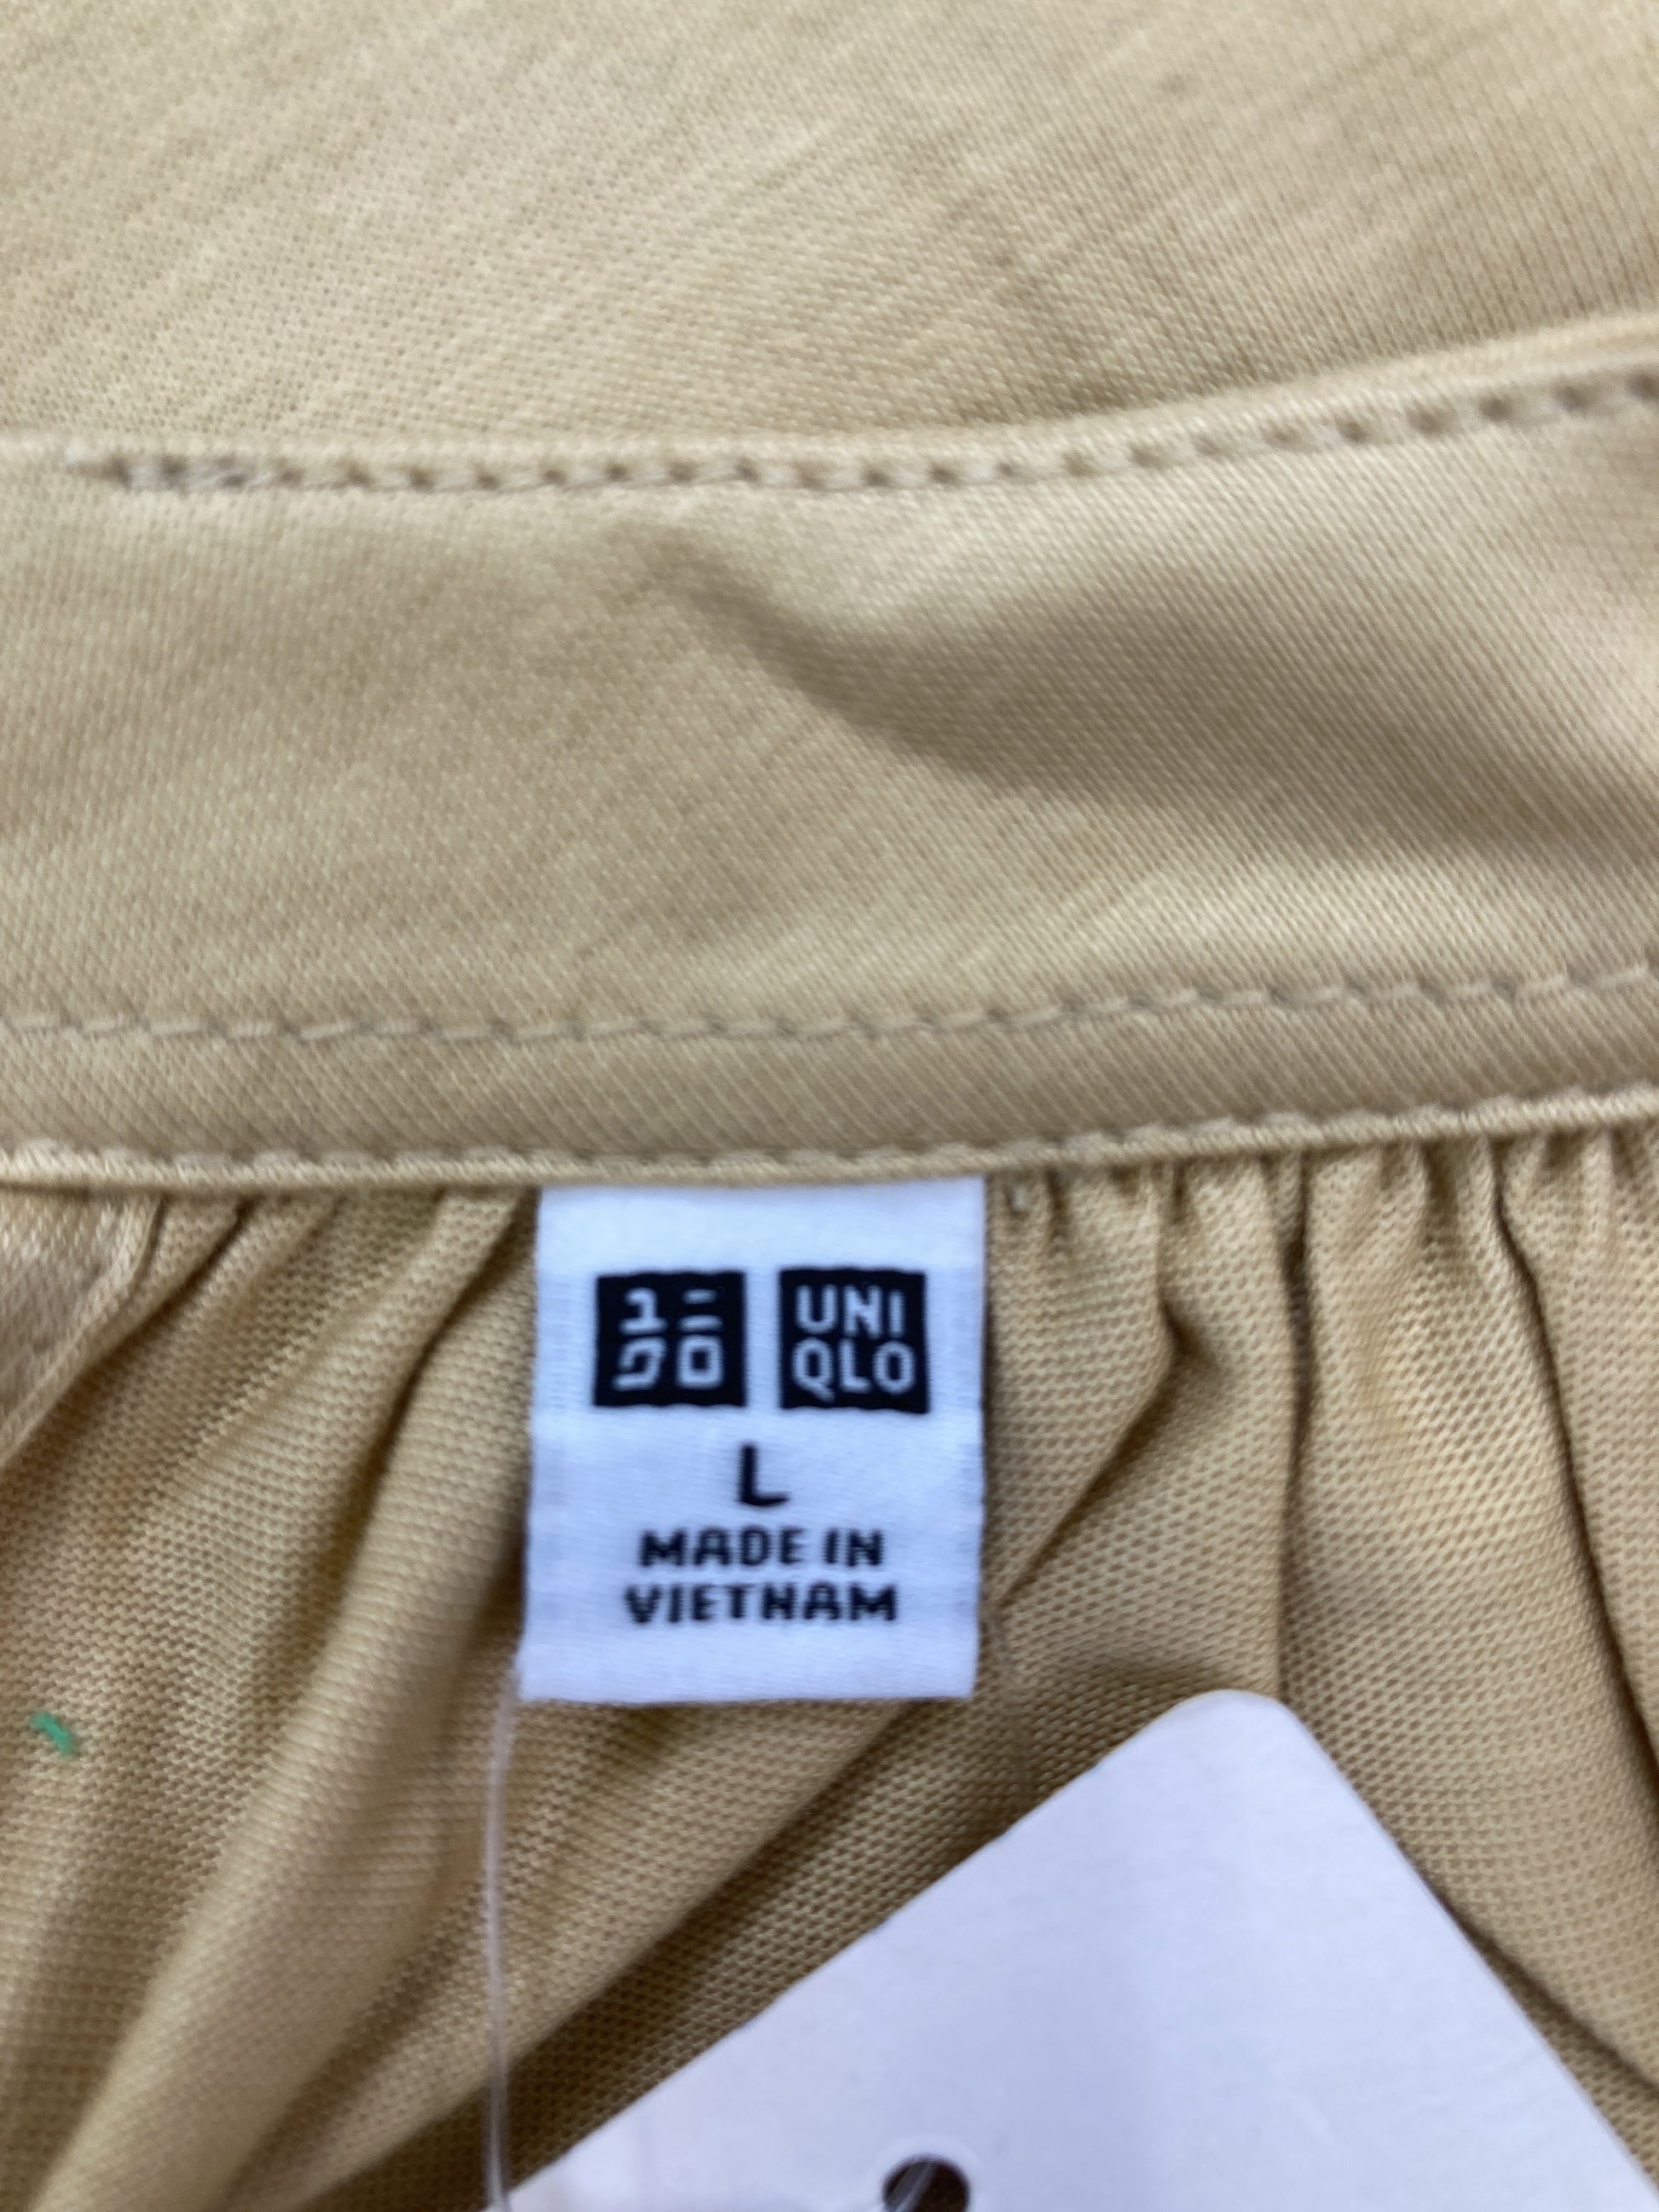 ユニ UNI
クロ QLO
L
MADE IN
VIETNAM